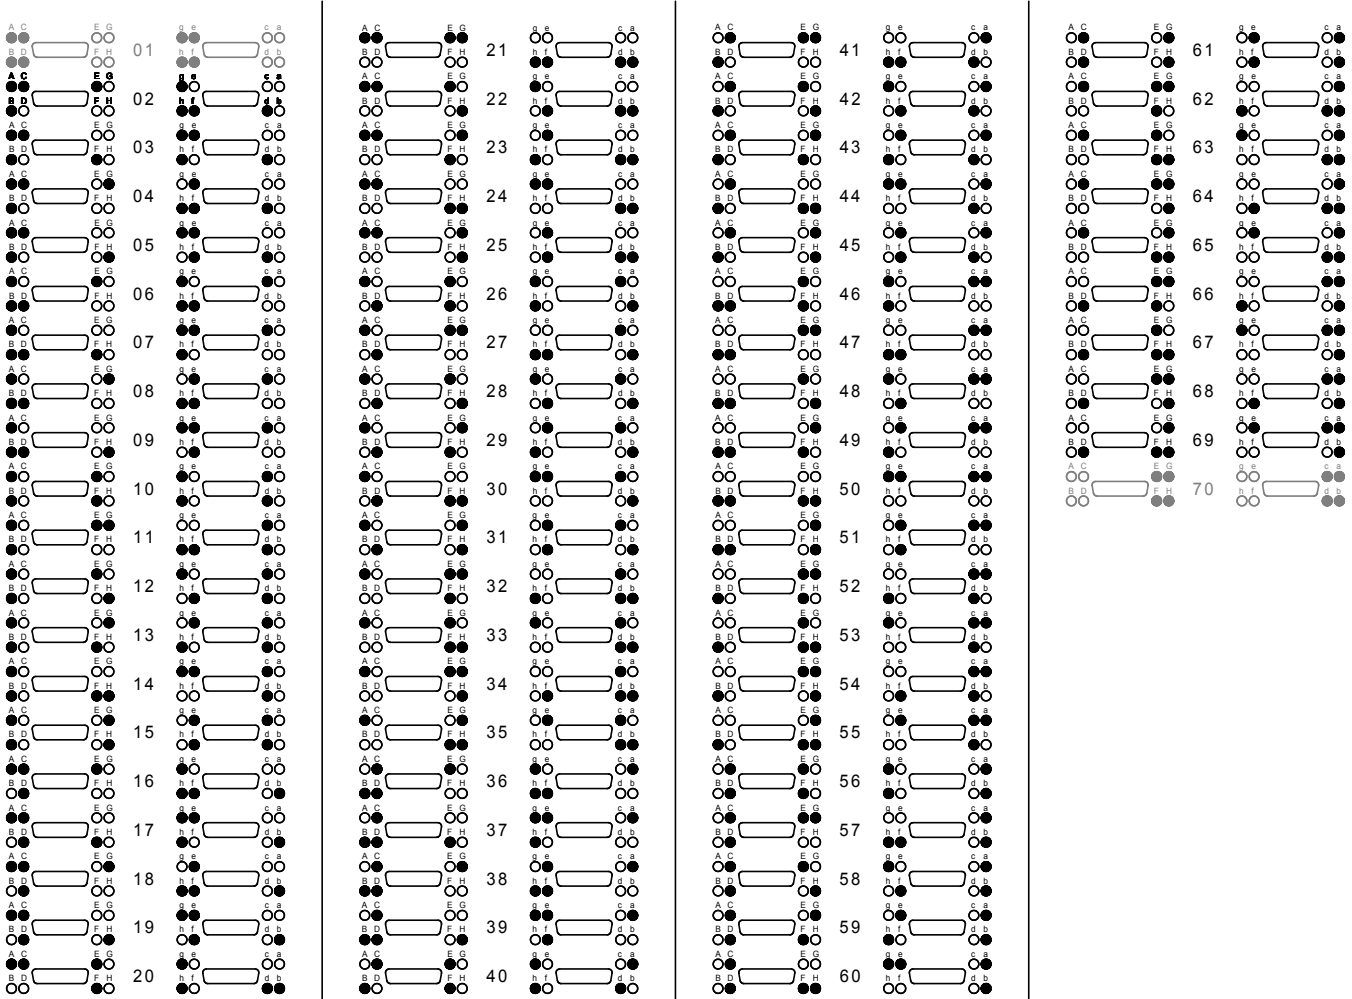 A C E G g e c a
B D F H 01 h f d b
A C E G g e c a
B D F H 02 h f d b
A C E G g e c a
B D F H 03 h f d b
A C E G g e c a
B D F H 04 h f d b
A C E G g e c a
B D F H 05 h f d b
A C E G g e c a
B D F H 06 h f d b
A C E G g e c a
B D F H 07 h f d b
A C E G g e c a
B D F H 08 h f d b
A C E G g e c a
B D F H 09 h f d b
A C E G g e c a
B D F H 10 h f d b
A C E G g e c a
B D F H 11 h f d b
A C E G g e c a
B D F H 12 h f d b
A C E G g e c a
B D F H 13 h f d b
A C E G g e c a
B D F H 14 h f d b
A C E G g e c a
B D F H 15 h f d b
A C E G g e c a
B D F H 16 h f d b
A C E G g e c a
B D F H 17 h f d b
A C E G g e c a
B D F H 18 h f d b
A C E G g e c a
B D F H 19 h f d b
A C E G g e c a
B D F H 20 h f d b
A C E G g e c a
B D F H 21 h f d b
A C E G g e c a
B D F H 22 h f d b
A C E G g e c a
B D F H 23 h f d b
A C E G g e c a
B D F H 24 h f d b
A C E G g e c a
B D F H 25 h f d b
A C E G g e c a
B D F H 26 h f d b
A C E G g e c a
B D F H 27 h f d b
A C E G g e c a
B D F H 28 h f d b
A C E G g e c a
B D F H 29 h f d b
A C E G g e c a
B D F H 30 h f d b
A C E G g e c a
B D F H 31 h f d b
A C E G g e c a
B D F H 32 h f d b
A C E G g e c a
B D F H 33 h f d b
A C E G g e c a
B D F H 34 h f d b
A C E G g e c a
B D F H 35 h f d b
A C E G g e c a
B D F H 36 h f d b
A C E G g e c a
B D F H 37 h f d b
A C E G g e c a
B D F H 38 h f d b
A C E G g e c a
B D F H 39 h f d b
A C E G g e c a
B D F H 40 h f d b
A C E G g e c a
B D F H 41 h f d b
A C E G g e c a
B D F H 42 h f d b
A C E G g e c a
B D F H 43 h f d b
A C E G g e c a
B D F H 44 h f d b
A C E G g e c a
B D F H 45 h f d b
A C E G g e c a
B D F H 46 h f d b
A C E G g e c a
B D F H 47 h f d b
A C E G g e c a
B D F H 48 h f d b
A C E G g e c a
B D F H 49 h f d b
A C E G g e c a
B D F H 50 h f d b
A C E G g e c a
B D F H 51 h f d b
A C E G g e c a
B D F H 52 h f d b
A C E G g e c a
B D F H 53 h f d b
A C E G g e c a
B D F H 54 h f d b
A C E G g e c a
B D F H 55 h f d b
A C E G g e c a
B D F H 56 h f d b
A C E G g e c a
B D F H 57 h f d b
A C E G g e c a
B D F H 58 h f d b
A C E G g e c a
B D F H 59 h f d b
A C E G g e c a
B D F H 60 h f d b
A C E G g e c a
B D F H 61 h f d b
A C E G g e c a
B D F H 62 h f d b
A C E G g e c a
B D F H 63 h f d b
A C E G g e c a
B D F H 64 h f d b
A C E G g e c a
B D F H 65 h f d b
A C E G g e c a
B D F H 66 h f d b
A C E G g e c a
B D F H 67 h f d b
A C E G g e c a
B D F H 68 h f d b
A C E G g e c a
B D F H 69 h f d b
A C E G g e c a
B D F H 70 h f d b